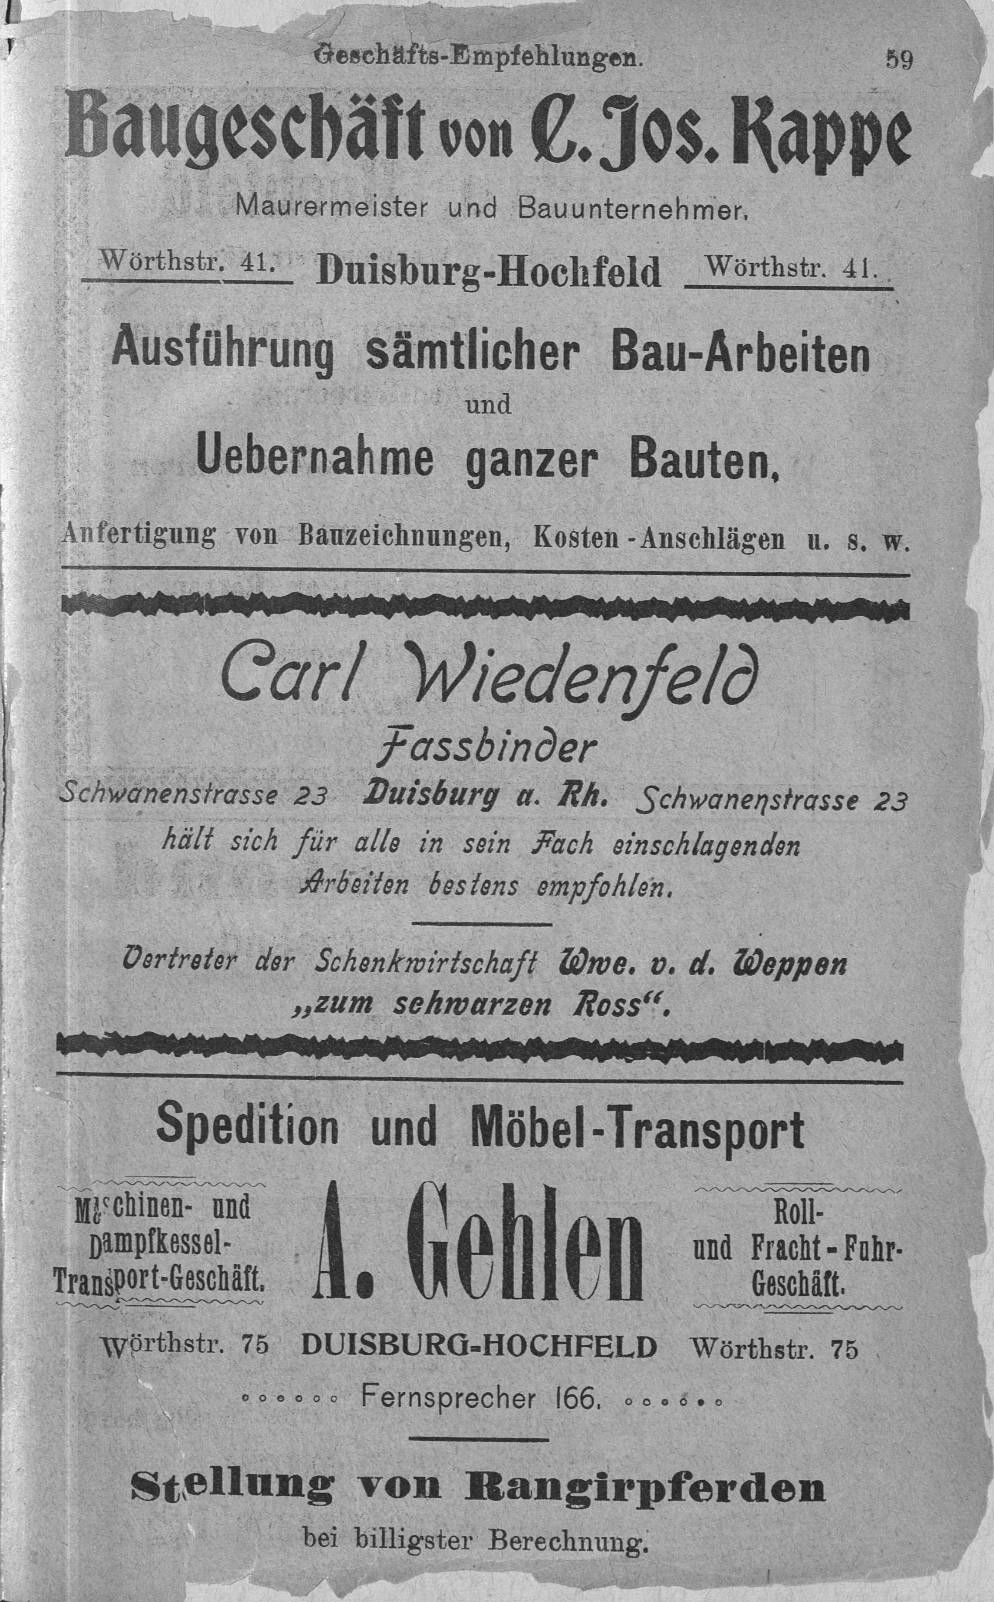 Geschäfts-Empfehlungen. 59
Baugeschäft von C. Jos. Kappe
Maurermeister und Bauunternehmer.
Wörthstr. 41. Duisburg-Hochfeld Wörthstr. 41.
Ausführung sämtlicher Bau-Arbeiten
und
Uebernahme ganzer Bauten.
Anfertigung von Bauzeichnungen, Kosten-Anschlägen u. s. w.
Carl Wiedenfeld
Fassbinder
Schwanenstrasse 23 Duisburg a. Rh. Schwanenstrasse 23
hält sich für alle in sein Fach einschlagenden
Arbeiten bestens empfohlen.
Vertreter der Schenkwirtschaft Wwe. v. d. Weppen
„zum schwarzen Ross“.
Spedition und Möbel-Transport
Maschinen- und
Dampfkessel-
Transport-Geschäft.
A. Gehlen
Roll-
und Fracht-Fuhr-
Geschäft.
Wörthstr. 75 DUISBURG-HOCHFELD Wörthstr. 75
Fernsprecher 166.
Stellung von Rangirpferden
bei billigster Berechnung.